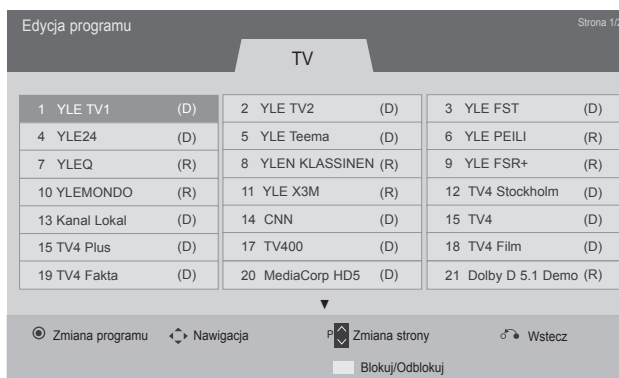 Edycja programu
Strona 1/2
TV
1 YLE TV1 (D) 2 YLE TV2 (D) 3 YLE FST (D)
4 YLE24 (D) 5 YLE Teema (D) 6 YLE PEILI (R)
7 YLEQ (R) 8 YLEN KLASSINEN (R) 9 YLE FSR+ (R)
10 YLEMONDO (R) 11 YLE X3M (R) 12 TV4 Stockholm (D)
13 Kanal Lokal (D) 14 CNN (D) 15 TV4 (D)
15 TV4 Plus (D) 17 TV400 (D) 18 TV4 Film (D)
19 TV4 Fakta (D) 20 MediaCorp HD5 (D) 21 Dolby D 5.1 Demo (R)
Zmiana programu Nawigacja P Zmiana strony Wstecz
Blokuj/Odblokuj